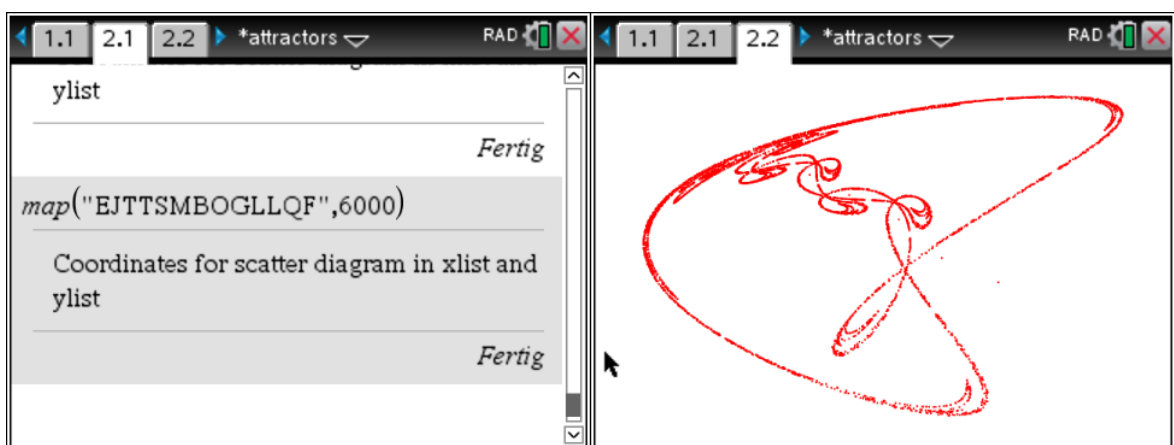 1.1 2.1 2.2 *attractors RAD
ylist
Fertig
map("EJTTSMBOGLLQF",6000)
Coordinates for scatter diagram in xlist and
ylist
Fertig
1.1 2.1 2.2 *attractors RAD